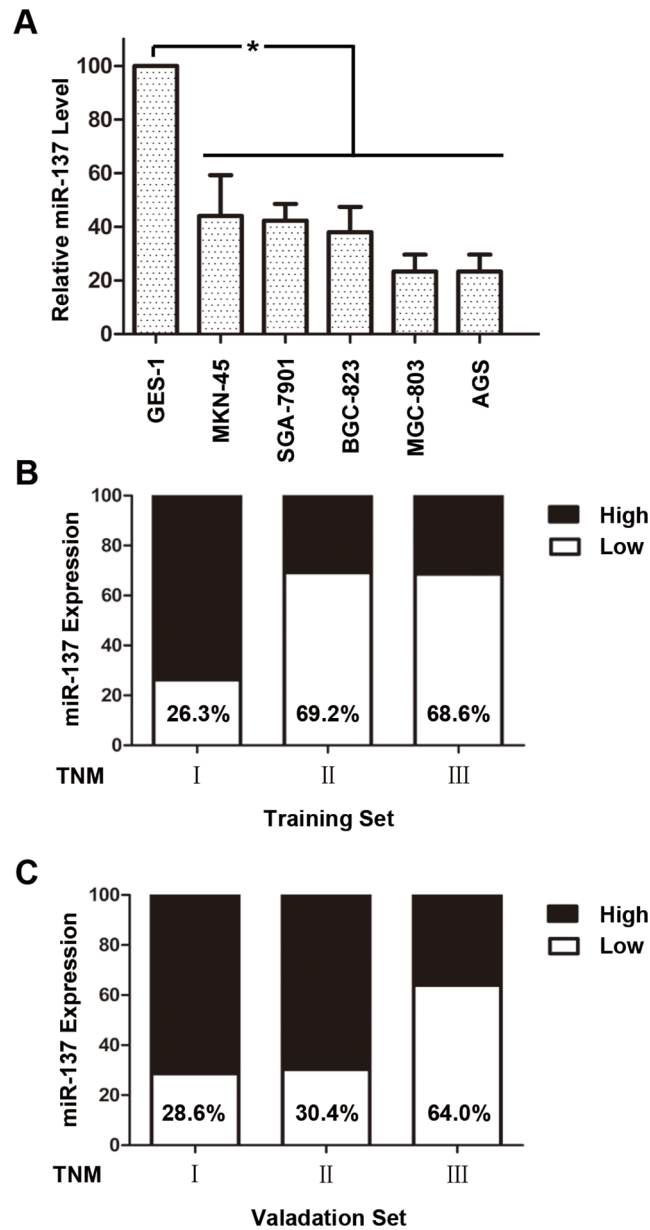 A
*
Relative miR-137 Level
100
80
60
40
20
0
GES-1
MKN-45
SGA-7901
BGC-823
MGC-803
AGS
B
miR-137 Expression
100
80
60
40
20
0
26.3%
69.2%
68.6%
High
Low
TNM
I
II
III
Training Set
C
miR-137 Expression
100
80
60
40
20
0
28.6%
30.4%
64.0%
High
Low
TNM
I
II
III
Valadation Set